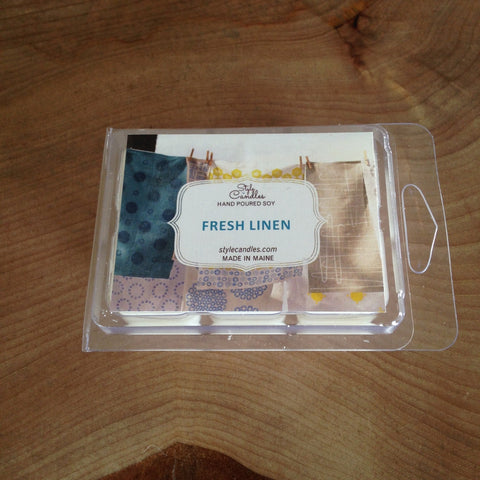 Style
Candles
HAND POURED SOY
FRESH LINEN
stylecandles.com
MADE IN MAINE